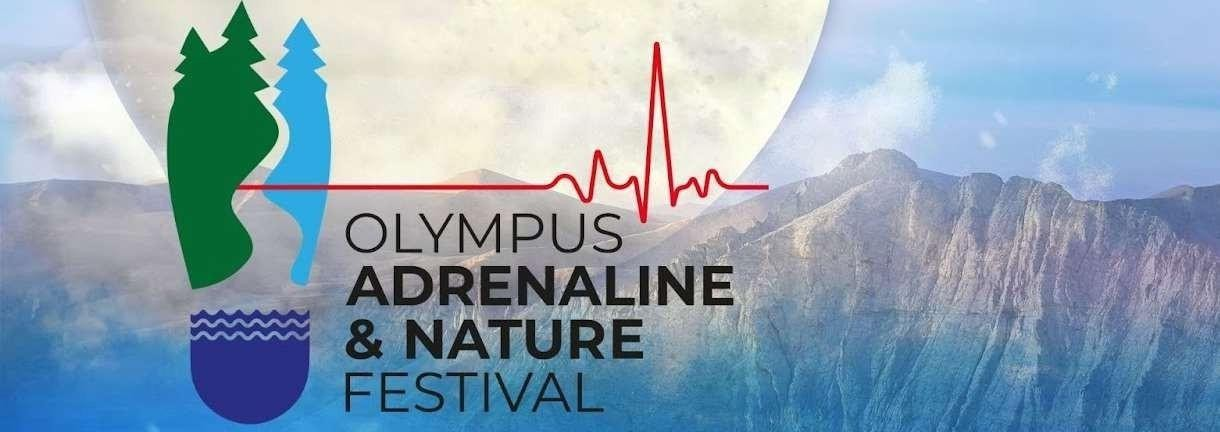 OLYMPUS
ADRENALINE
& NATURE
FESTIVAL